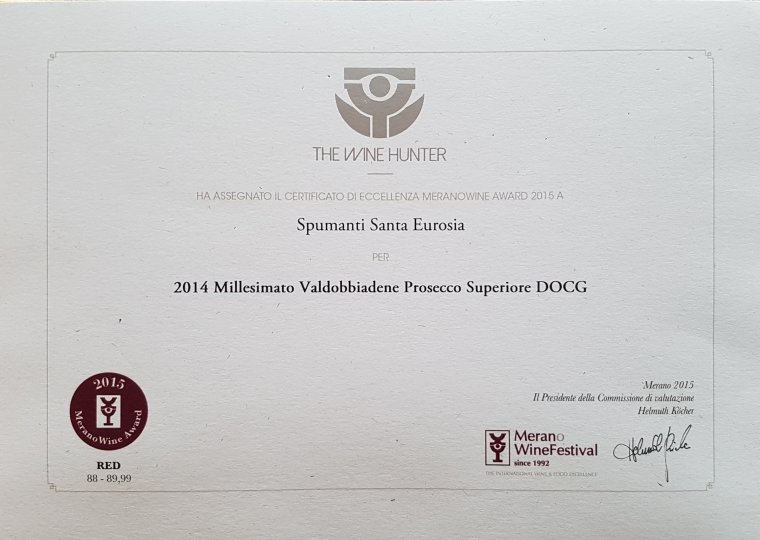 THE WINE HUNTER
HA ASSEGNATO IL CERTIFICATO DI ECCELLENZA MERANOWINE AWARD 2015 A
Spumanti Santa Eurosia
PER
2014 Millesimato Valdobbiadene Prosecco Superiore DOCG
2015
MeranoWine Award
RED
88 - 89,99
Merano 2015
Il Presidente della Commissione di valutazione
Helmuth Köcher
Merano
WineFestival
since 1992
THE INTERNATIONAL WINE & FOOD EXCELLENCE